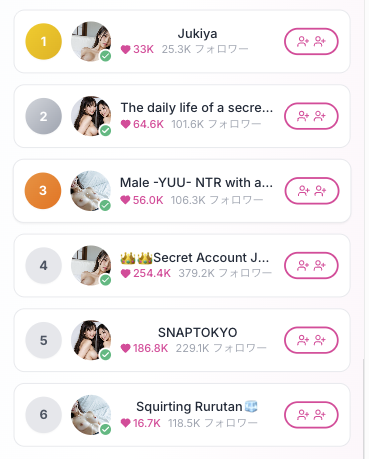 1
Jukiya
33K 25.3K フォロワー
2
The daily life of a secre...
64.6K 101.6K フォロワー
3
Male -YUU- NTR with a...
56.0K 106.3K フォロワー
4
👑👑Secret Account J...
254.4K 379.2K フォロワー
5
SNAPTOKYO
186.8K 229.1K フォロワー
6
Squirting Rurutan🧊
16.7K 118.5K フォロワー